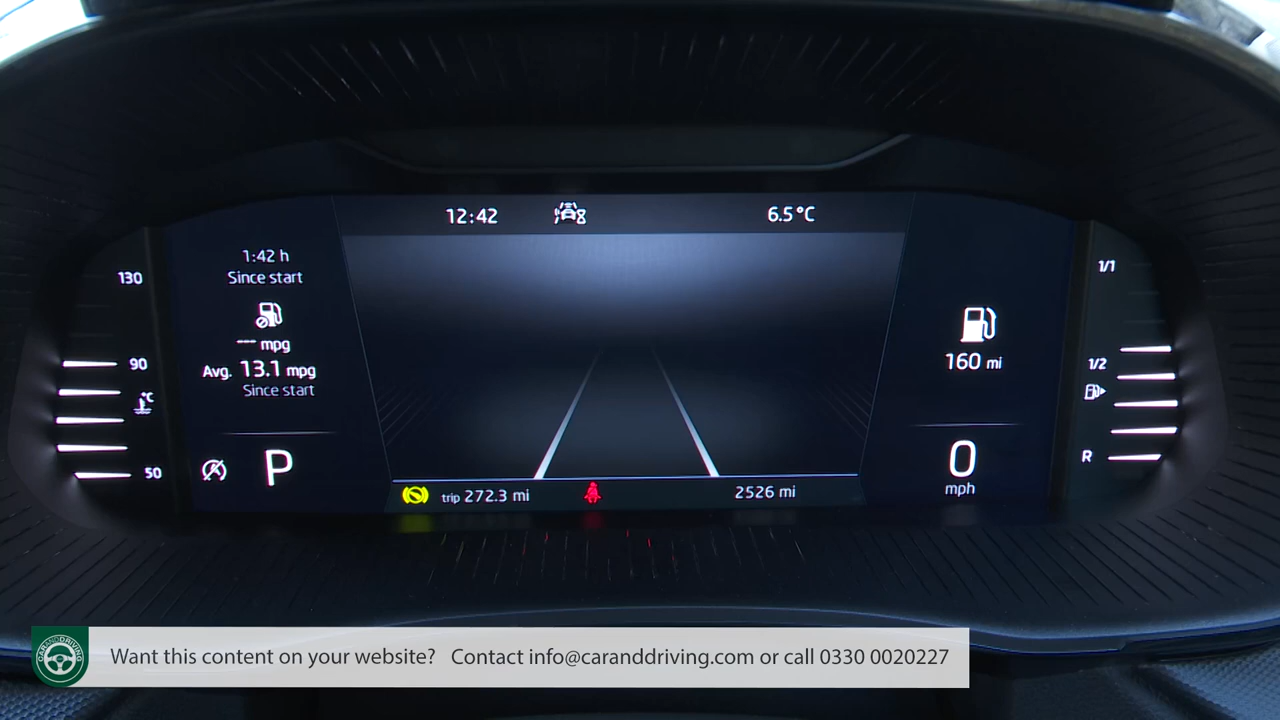 12:42
6.5°C
130
90
°C
50
1:42 h
Since start
--- mpg
Avg. 13.1 mpg
Since start
P
trip 272.3 mi
2526 mi
160 mi
0
mph
1/1
1/2
R
CARANDDRIVING
Want this content on your website? Contact info@caranddriving.com or call 0330 0020227